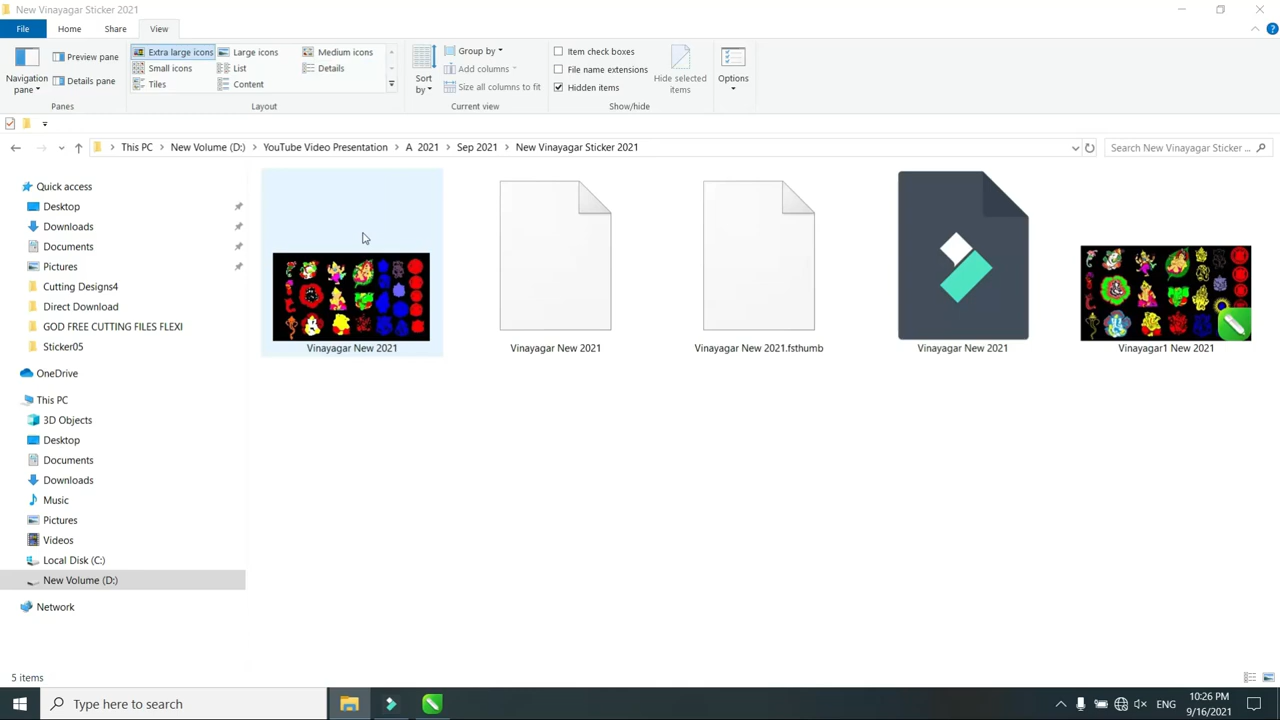 New Vinayagar Sticker 2021
File Home Share View
Navigation pane
Preview pane
Details pane
Panes
Extra large icons Large icons Medium icons
Small icons List Details
Tiles Content
Layout
Sort by
Group by
Add columns
Size all columns to fit
Current view
Item check boxes
File name extensions
Hidden items
Hide selected items
Show/hide
Options
This PC New Volume (D:) YouTube Video Presentation A 2021 Sep 2021 New Vinayagar Sticker 2021
Search New Vinayagar Sticker ...
Quick access
Desktop
Downloads
Documents
Pictures
Cutting Designs4
Direct Download
GOD FREE CUTTING FILES FLEXI
Sticker05
OneDrive
This PC
3D Objects
Desktop
Documents
Downloads
Music
Pictures
Videos
Local Disk (C:)
New Volume (D:)
Network
Vinayagar New 2021
Vinayagar New 2021
Vinayagar New 2021.fsthumb
Vinayagar New 2021
Vinayagar1 New 2021
5 items
Type here to search
ENG
10:26 PM
9/16/2021